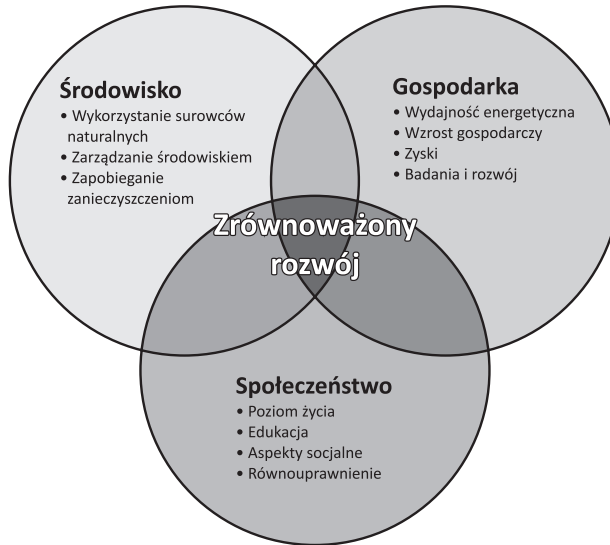 Środowisko
• Wykorzystanie surowców
naturalnych
• Zarządzanie środowiskiem
• Zapobieganie
zanieczyszczeniom
Gospodarka
• Wydajność energetyczna
• Wzrost gospodarczy
• Zyski
• Badania i rozwój
Zrównoważony
rozwój
Społeczeństwo
• Poziom życia
• Edukacja
• Aspekty socjalne
• Równouprawnienie